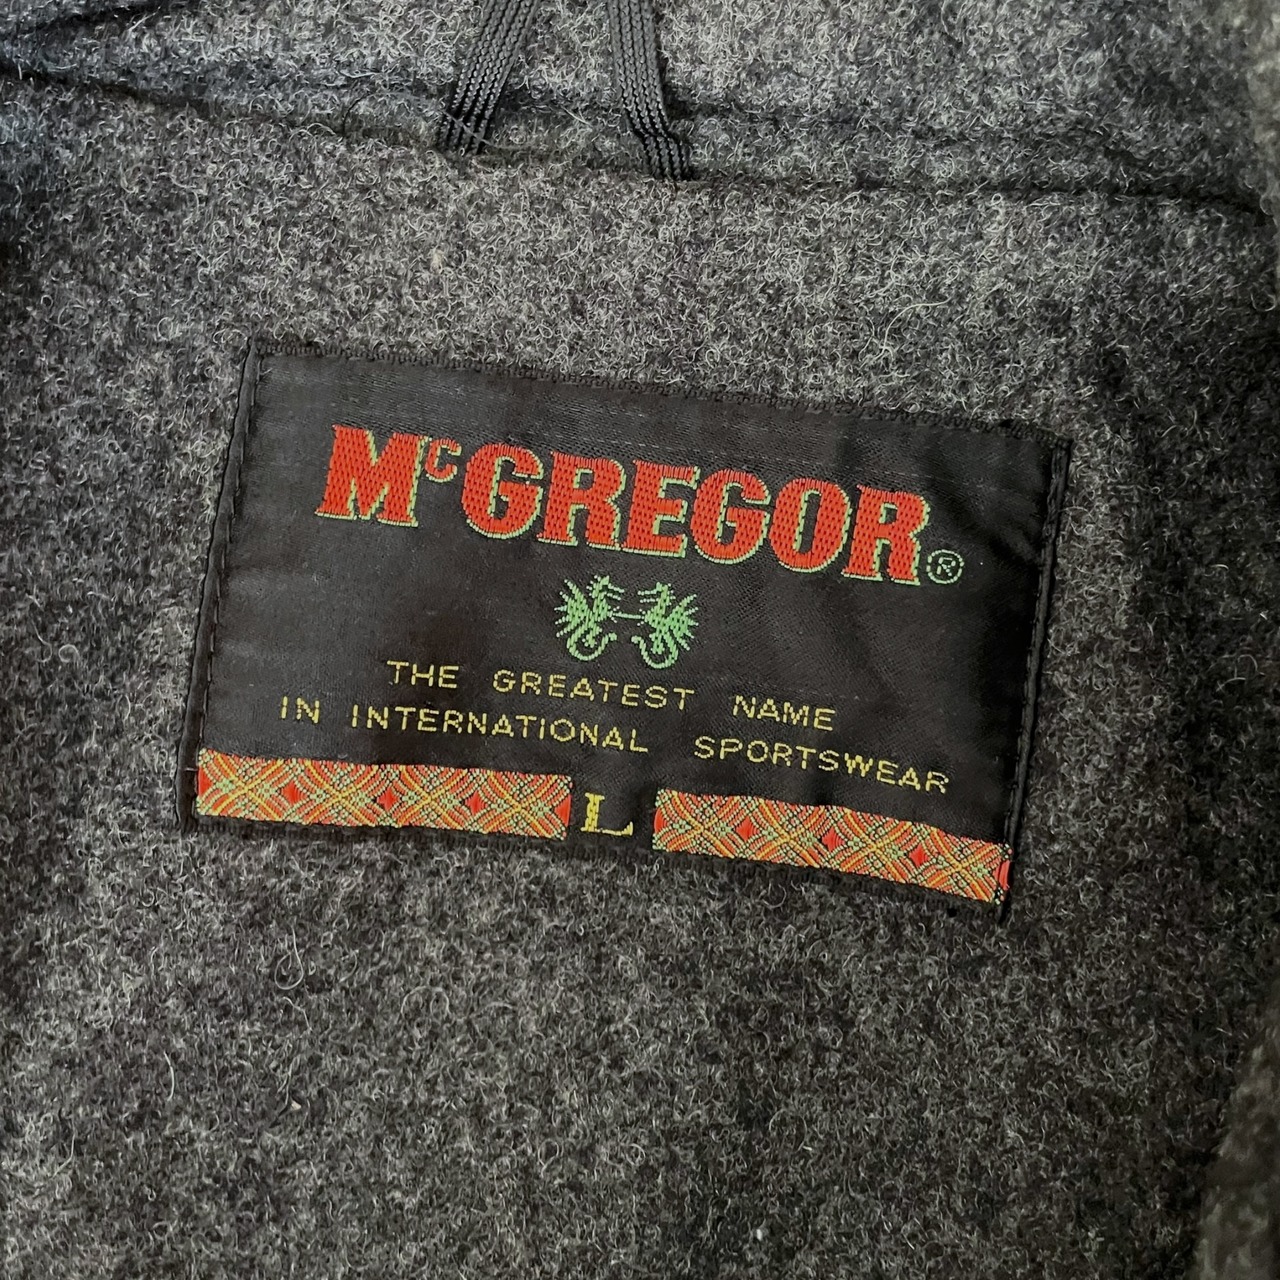 McGREGOR®
THE GREATEST NAME
IN INTERNATIONAL SPORTSWEAR
L